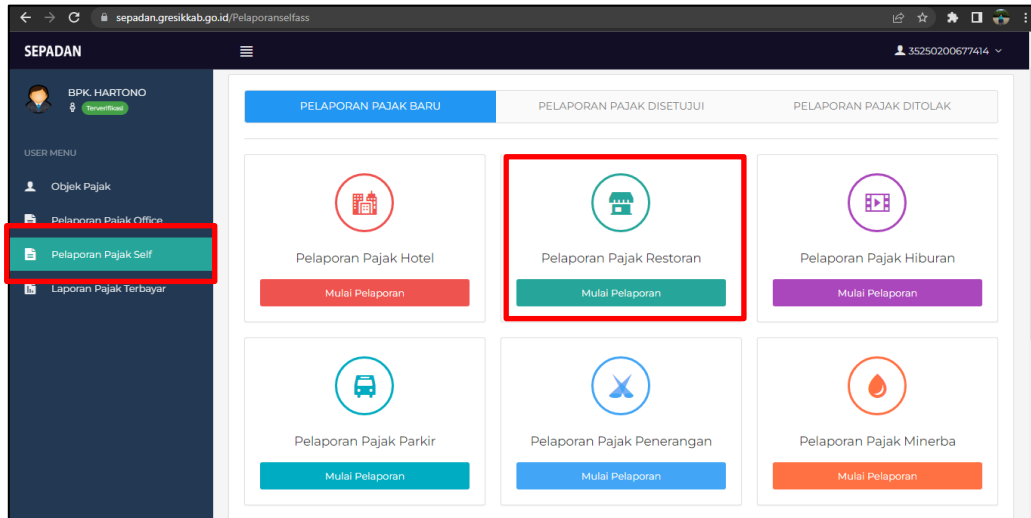 sepadan.gresikkab.go.id/Pelaporanselfass
SEPADAN
35250200677414
BPK. HARTONO
Terverifikasi
USER MENU
Objek Pajak
Pelaporan Pajak Office
Pelaporan Pajak Self
Laporan Pajak Terbayar
PELAPORAN PAJAK BARU
PELAPORAN PAJAK DISETUJUI
PELAPORAN PAJAK DITOLAK
Pelaporan Pajak Hotel
Mulai Pelaporan
Pelaporan Pajak Restoran
Mulai Pelaporan
Pelaporan Pajak Hiburan
Mulai Pelaporan
Pelaporan Pajak Parkir
Mulai Pelaporan
Pelaporan Pajak Penerangan
Mulai Pelaporan
Pelaporan Pajak Minerba
Mulai Pelaporan